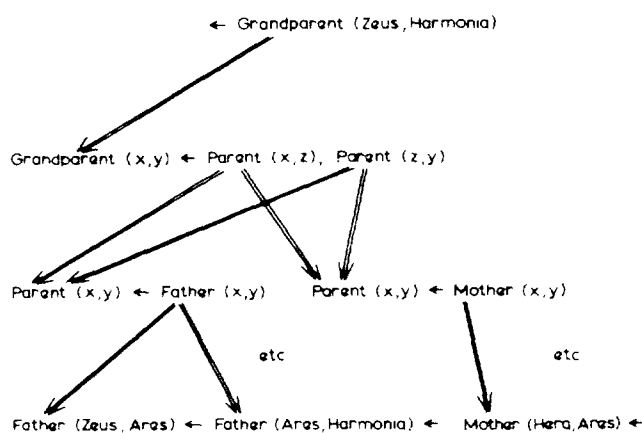 ← Grandparent (Zeus, Harmonia)
Grandparent (x,y) ← Parent (x,z), Parent (z,y)
Parent (x,y) ← Father (x,y) Parent (x,y) ← Mother (x,y)
etc etc
Father (Zeus, Ares) ← Father (Ares, Harmonia) ← Mother (Hera, Ares) ←